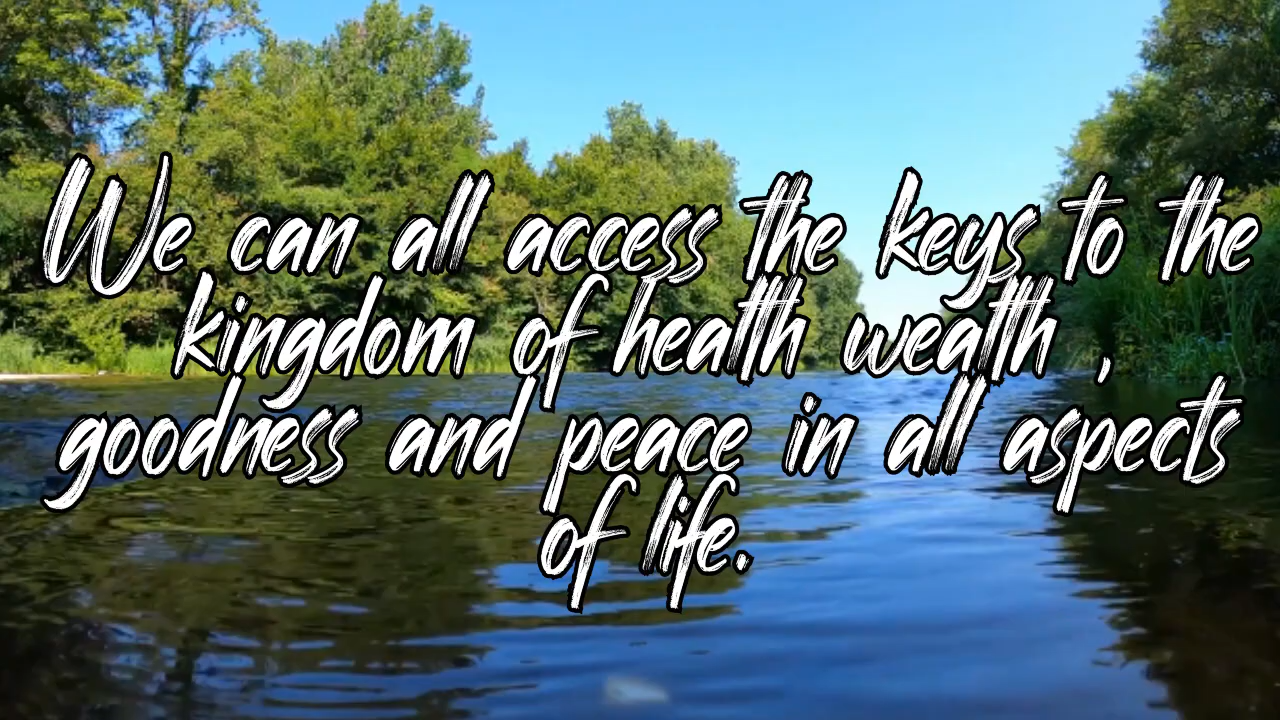 We can all access the keys to the
kingdom of health wealth ,
goodness and peace in all aspects
of life.